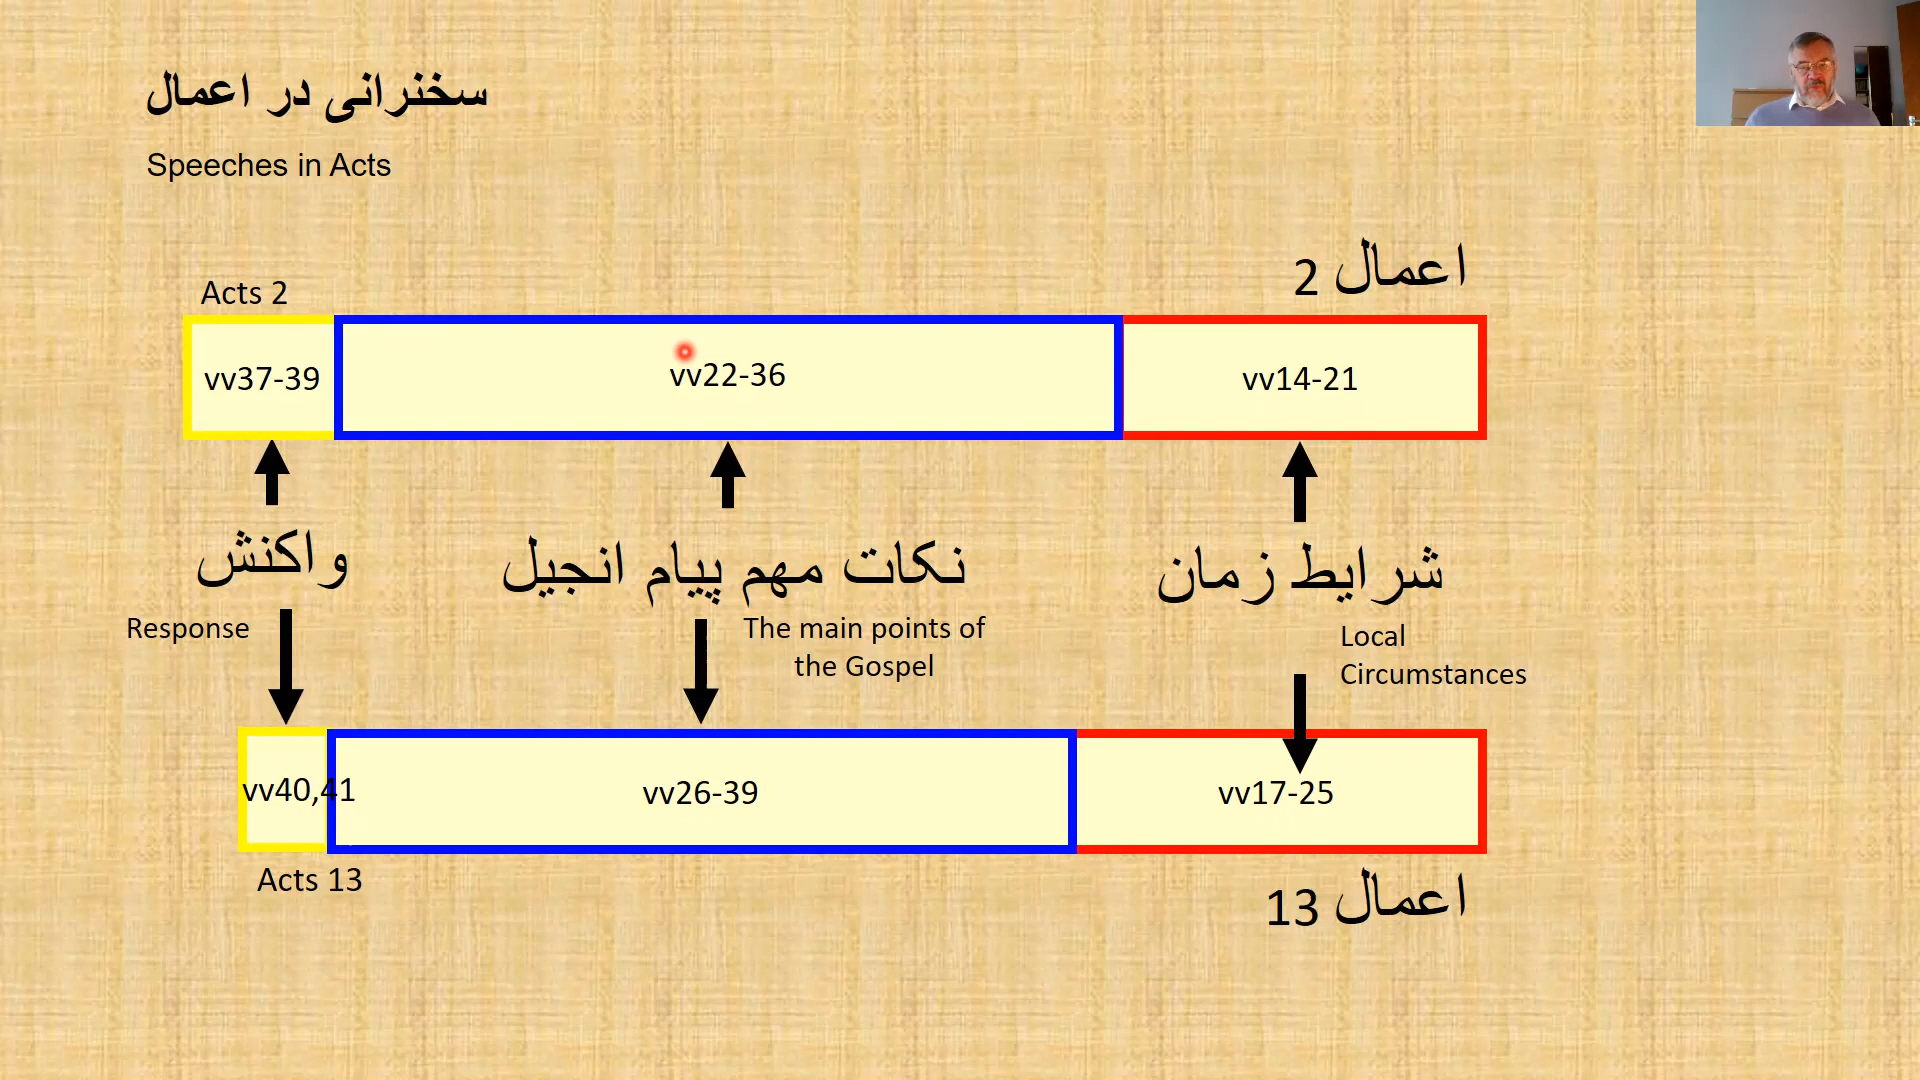 سخنرانی در اعمال
Speeches in Acts
اعمال 2
Acts 2
vv37-39
vv22-36
vv14-21
واکنش
نکات مهم پیام انجیل
شرایط زمان
Response
The main points of
the Gospel
Local
Circumstances
vv40,41
vv26-39
vv17-25
Acts 13
اعمال 13